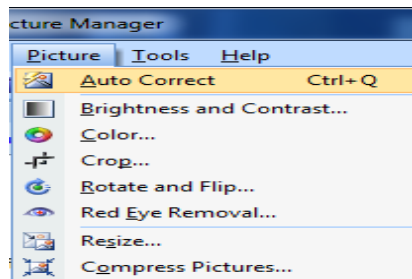 cture Manager
Picture Tools Help
Auto Correct Ctrl+Q
Brightness and Contrast...
Color...
Crop...
Rotate and Flip...
Red Eye Removal...
Resize...
Compress Pictures...